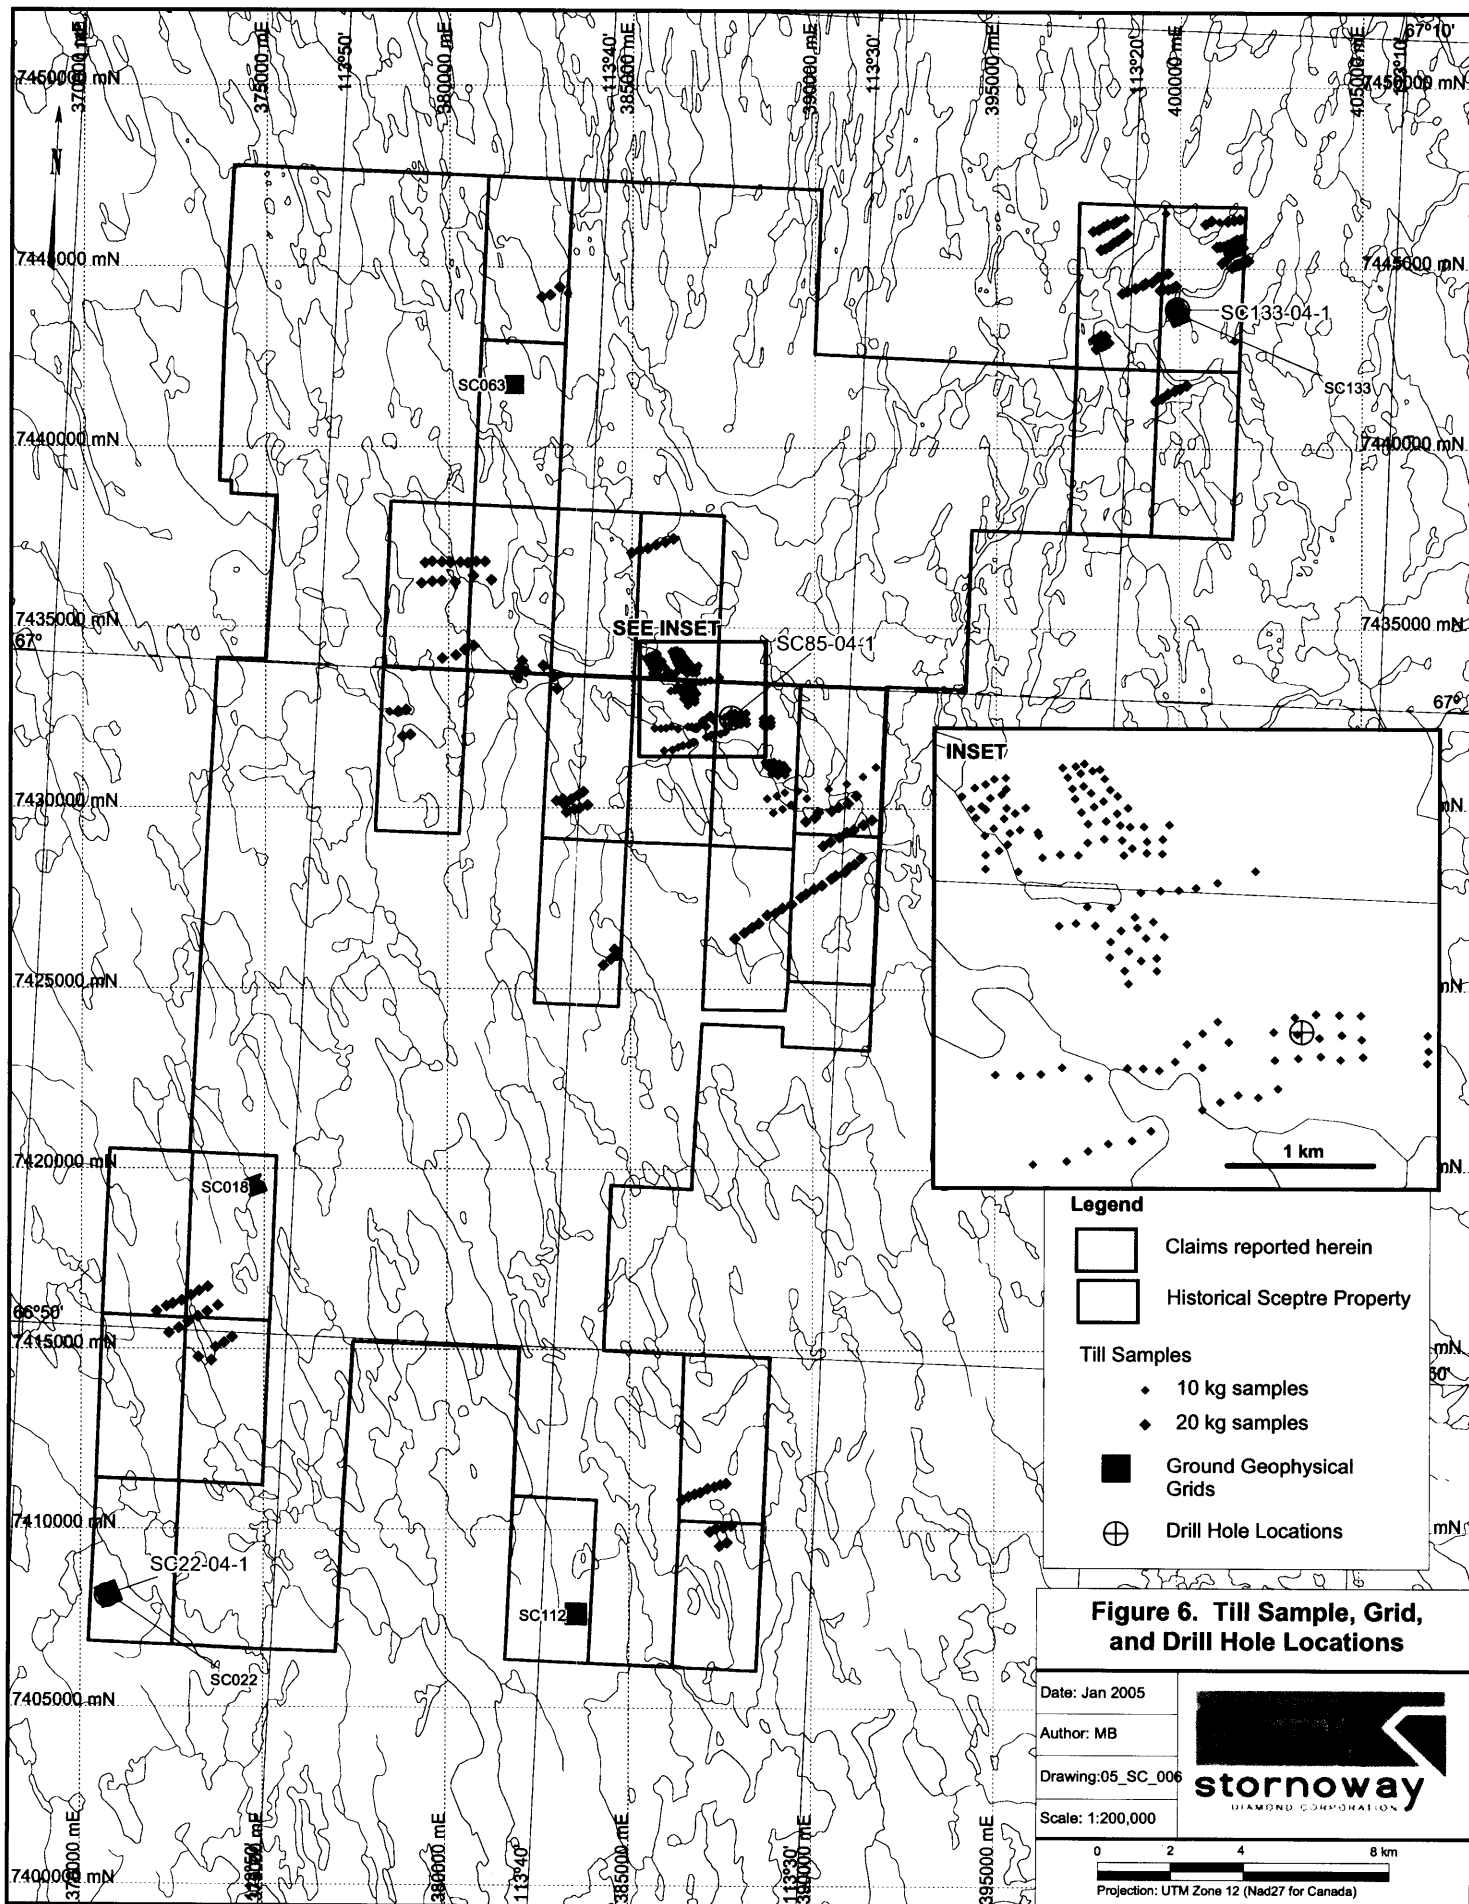 370000 mE
375000 mE
113°50'
380000 mE
113°40'
385000 mE
390000 mE
113°30'
395000 mE
113°20'
400000 mE
405000 mE
67°10'
7450000 mN
7450000 mN
N
7445000 mN
7445000 mN
SC133-04-1
SC063
SC133
7440000 mN
7440000 mN
7435000 mN
SEE INSET
7435000 mN
67°
SC85-04-1
67°
INSET
7430000 mN
mN
7425000 mN
mN
1 km
7420000 mN
mN
SC018
Legend
Claims reported herein
Historical Sceptre Property
66°50'
7415000 mN
mN
Till Samples
10 kg samples
20 kg samples
Ground Geophysical
Grids
7410000 mN
mN
Drill Hole Locations
SC22-04-1
SC112
SC022
Figure 6. Till Sample, Grid,
and Drill Hole Locations
7405000 mN
Date: Jan 2005
Author: MB
Drawing:05_SC_006
Scale: 1:200,000
stornoway
DIAMOND CORPORATION
7400000 mN
370000 mE
380000 mE
113°40'
385000 mE
113°30'
390000 mE
395000 mE
0 2 4 8 km
Projection: UTM Zone 12 (Nad27 for Canada)